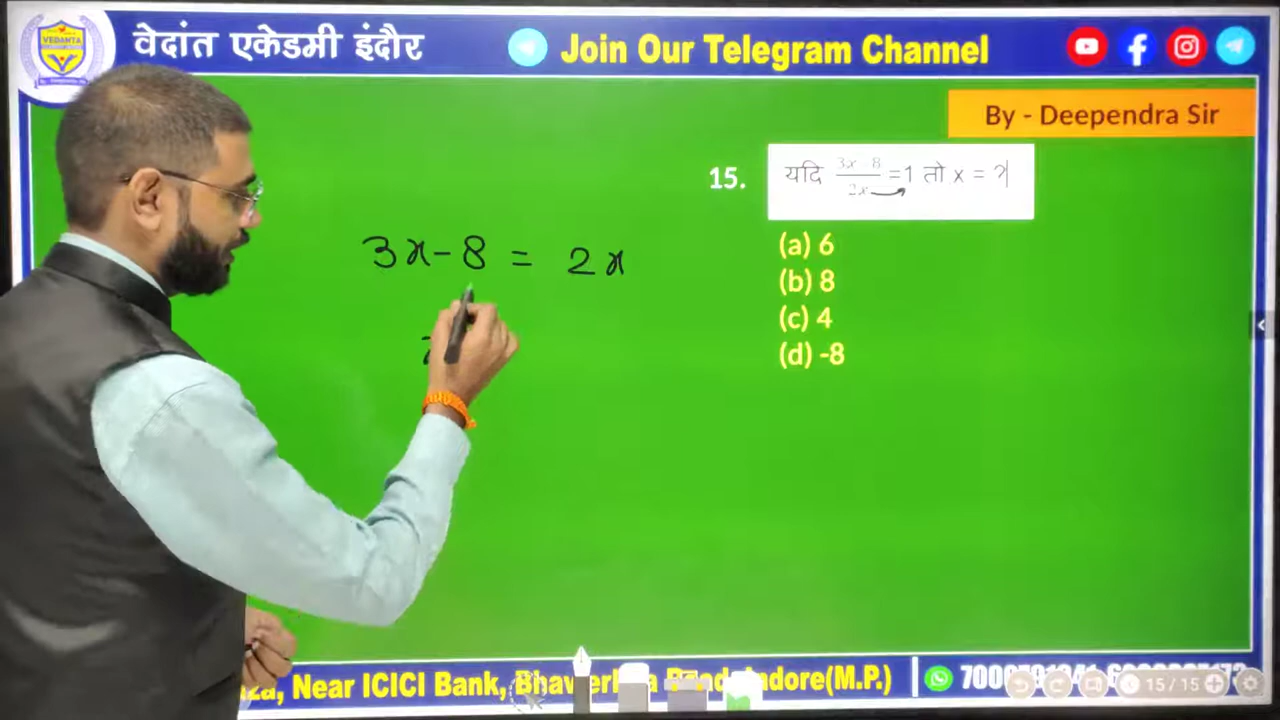 VEDANTA
वेदांत एकेडमी इंदौर
Join Our Telegram Channel
By - Deependra Sir
15. यदि 3x-8/2x =1 तो x = ?
(a) 6
(b) 8
(c) 4
(d) -8
3x-8 = 2x
Near ICICI Bank,
Indore(M.P.)
15/15